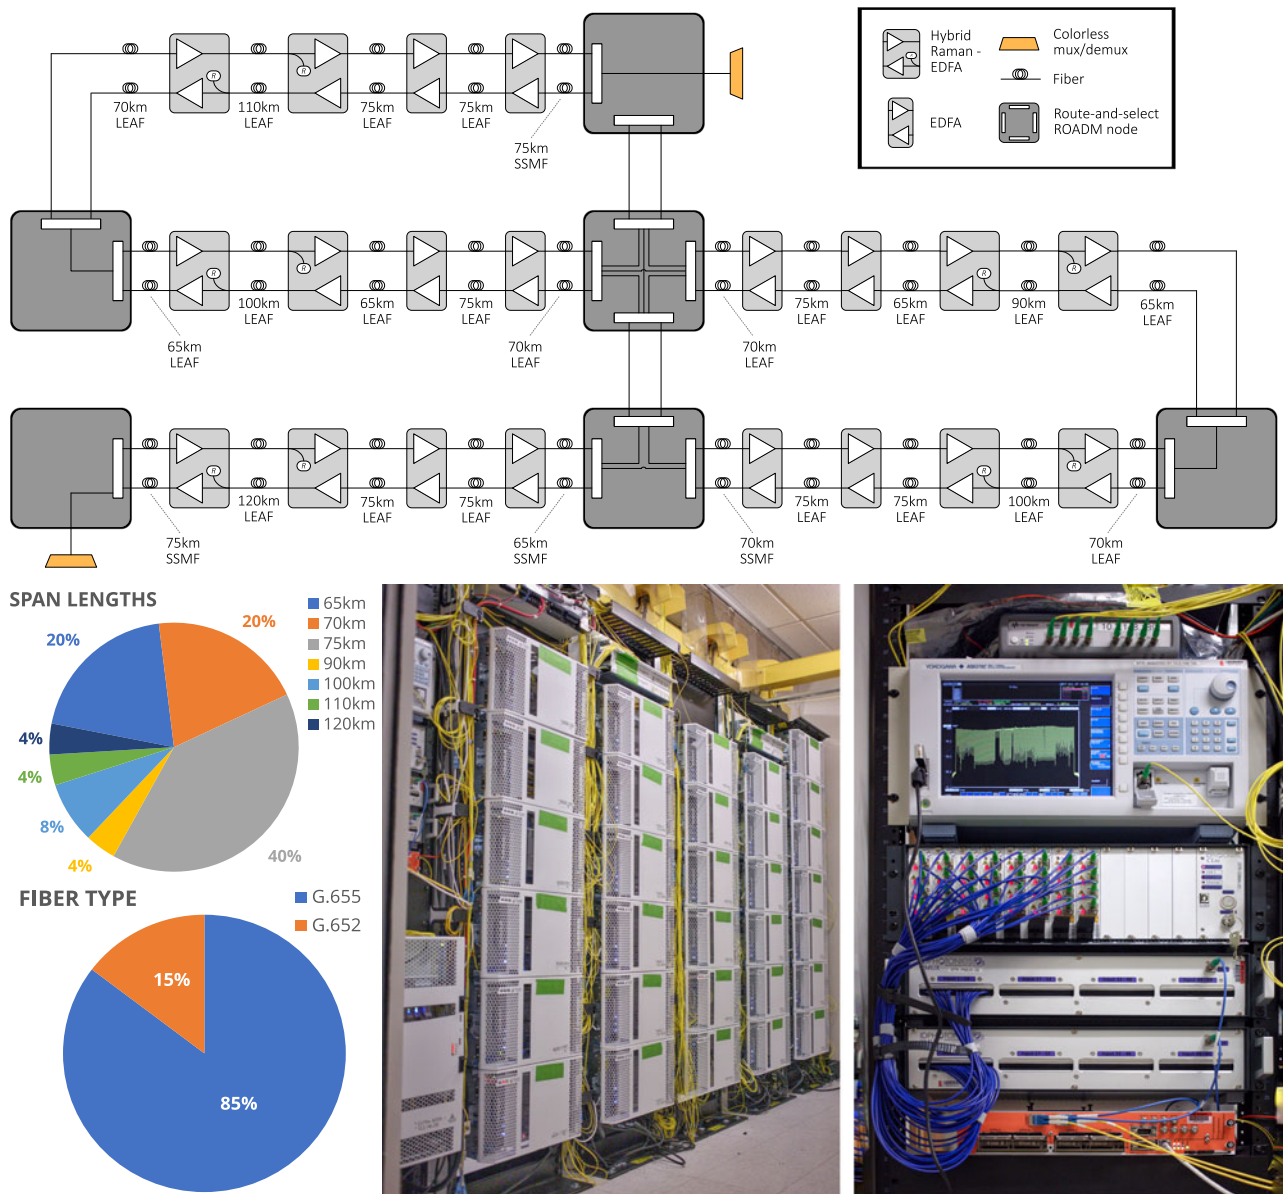 Hybrid
Raman -
EDFA
Colorless
mux/demux
Fiber
EDFA
Route-and-select
ROADM node
R
R
70km
LEAF
110km
LEAF
75km
LEAF
75km
LEAF
75km
SSMF
R
R
R
R
100km
LEAF
65km
LEAF
75km
LEAF
75km
LEAF
65km
LEAF
90km
LEAF
65km
LEAF
65km
LEAF
70km
LEAF
70km
LEAF
R
R
R
R
120km
LEAF
75km
LEAF
75km
LEAF
75km
LEAF
75km
LEAF
100km
LEAF
75km
SSMF
65km
SSMF
70km
SSMF
70km
LEAF
SPAN LENGTHS
65km
70km
75km
90km
100km
110km
120km
20%
20%
4%
4%
8%
4%
40%
FIBER TYPE
G.655
G.652
15%
85%
YOKOGAWA